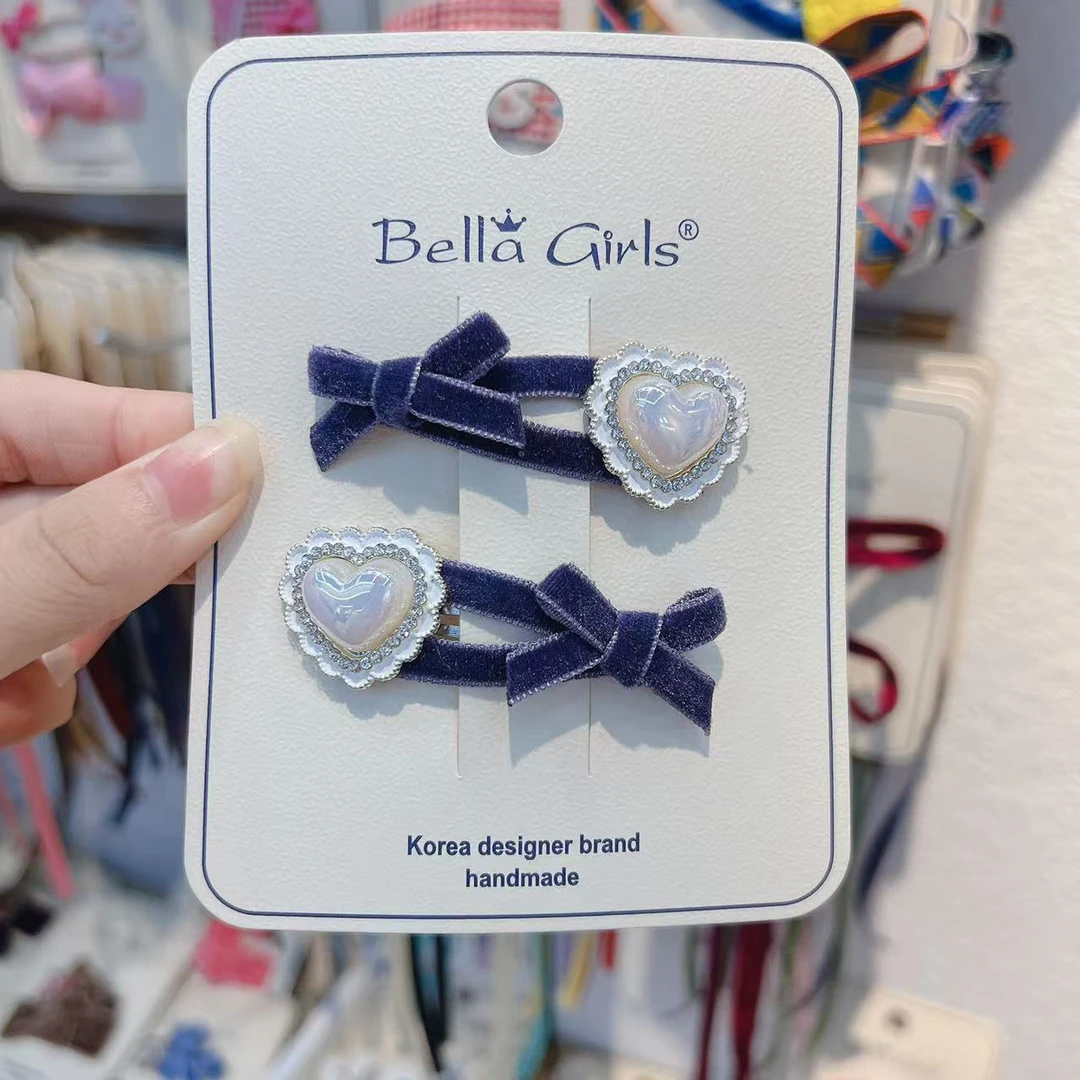 Bella Girls®
Korea designer brand
handmade